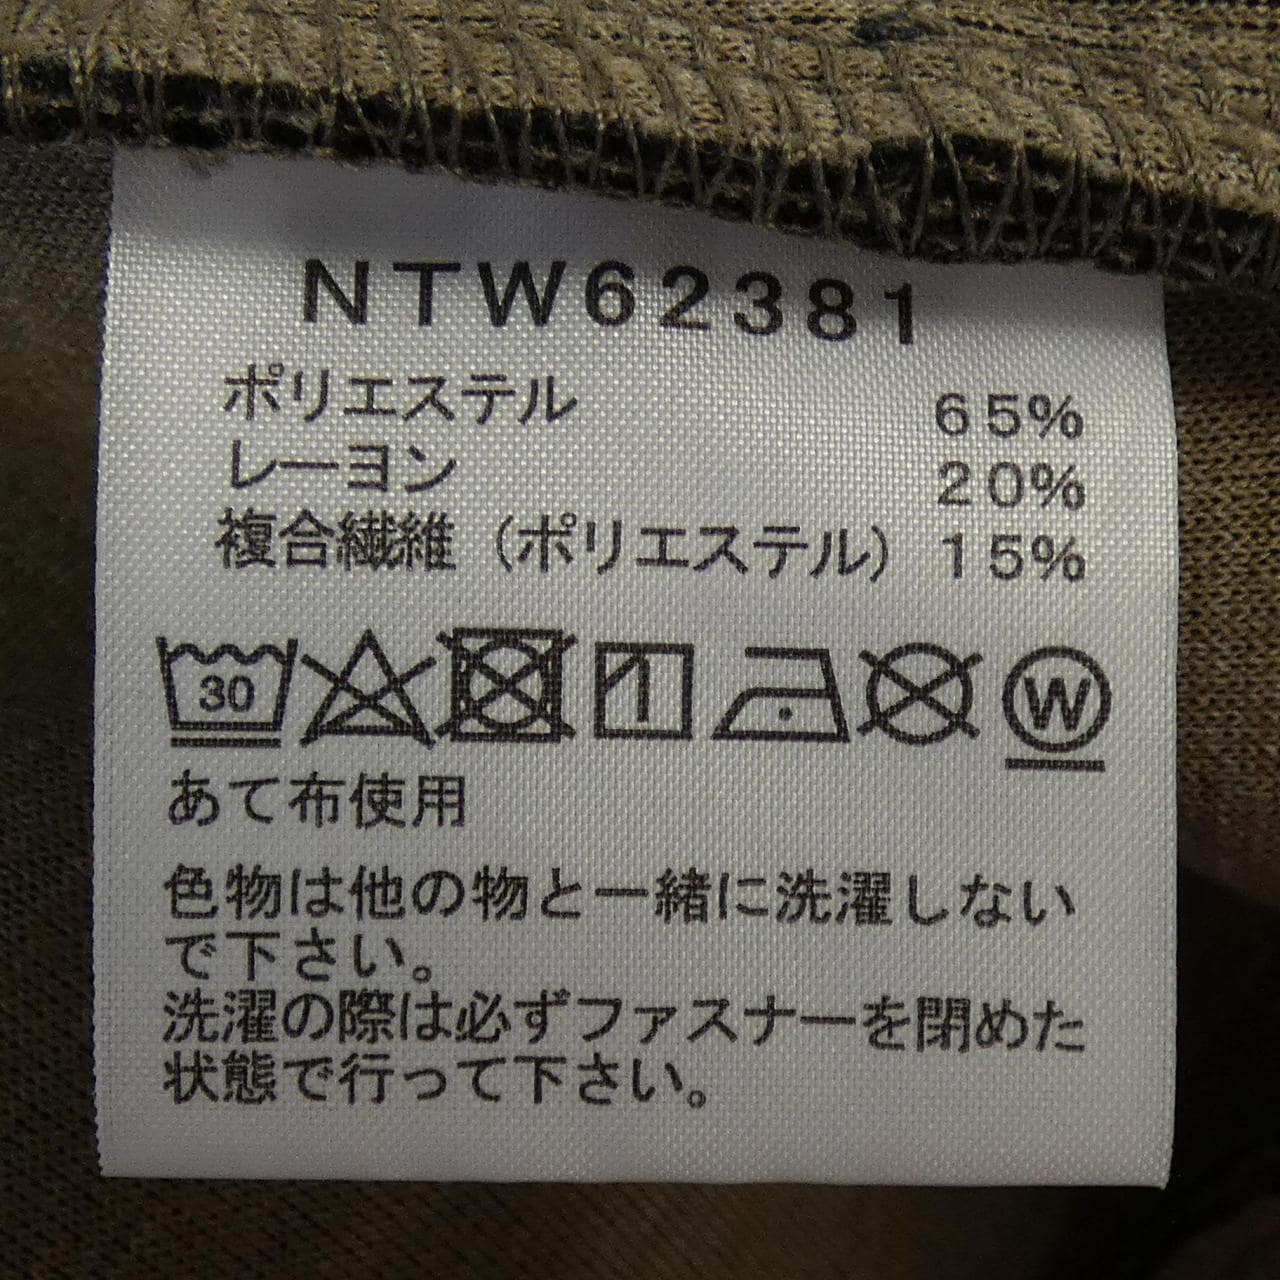 NTW62381
ポリエステル 65%
レーヨン 20%
複合繊維（ポリエステル）15%
30 W
あて布使用
色物は他の物と一緒に洗濯しない
で下さい。
洗濯の際は必ずファスナーを閉めた
状態で行って下さい。